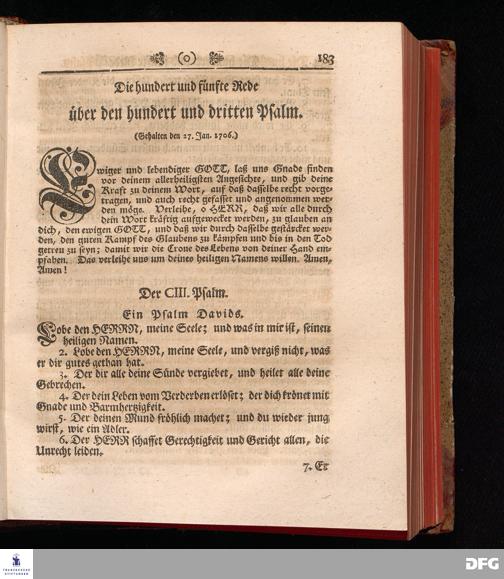 (o) 183
Die hundert und fünfte Rede
über den hundert und dritten Psalm.
(Gehalten den 27. Jan. 1706.)
Ewiger und lebendiger GOTT, laß uns Gnade finden
vor deinem allerheiligsten Angesichte, und gib deine
Kraft zu deinem Wort, auf daß dasselbe recht vorge-
tragen, und auch recht gefasset und angenommen wer-
den möge. Verleihe, o HERR, daß wir alle durch
dein Wort kräftig aufgewecket werden, zu glauben an
dich, den ewigen GOTT, und daß wir durch dasselbe gestärcket wer-
den, den guten Kampf des Glaubens zu kämpfen und bis in den Tod
getreu zu seyn; damit wir die Crone des Lebens von deiner Hand em-
pfahen. Das verleihe uns um deines heiligen Namens willen. Amen,
Amen!
Der CIII. Psalm.
Ein Psalm Davids.
Lobe den HERRN, meine Seele; und was in mir ist, seinen
heiligen Namen.
2. Lobe den HERRN, meine Seele, und vergiß nicht, was
er dir gutes gethan hat.
3. Der dir alle deine Sünde vergiebet, und heilet alle deine
Gebrechen.
4. Der dein Leben vom Verderben erlöset; der dich krönet mit
Gnade und Barmhertzigkeit.
5. Der deinen Mund fröhlich machet; und du wieder jung
wirst, wie ein Adler.
6. Der HERR schaffet Gerechtigkeit und Gericht allen, die
Unrecht leiden.
7. Er
FRANCKESCHE
STIFTUNGEN
DFG